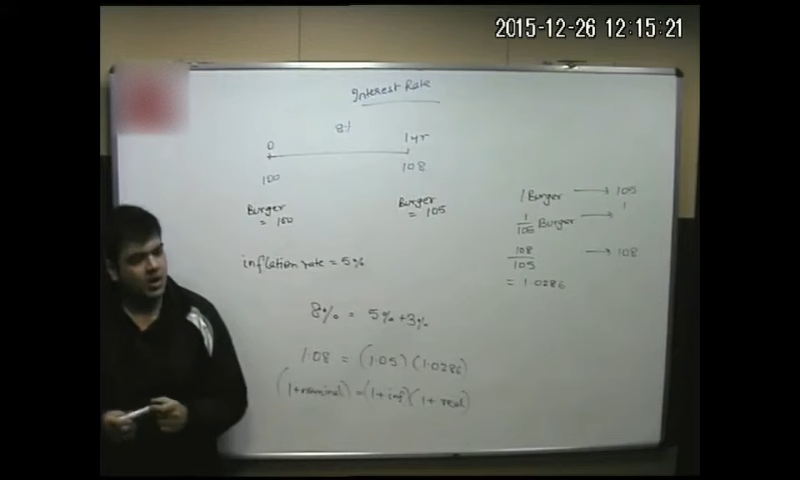 2015-12-26 12:15:21
Interest Rate
8%
0 1 yr
100 108
Burger = 100
Burger = 105
inflation rate = 5%
8% = 5% + 3%
1.08 = (1.05) (1.0286)
(1+nominal) = (1+inf) (1+real)
1 Burger → 105
1/105 Burger → 1
108/105 → 108
= 1.0286